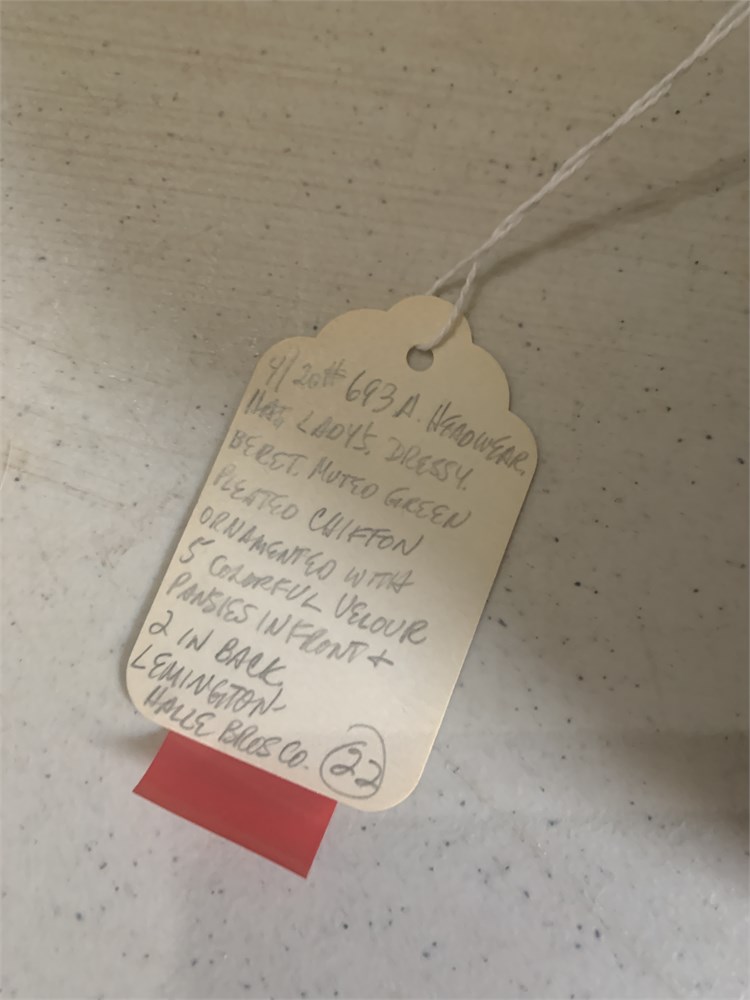 4/20# 693A. HEADWEAR,
HAT, LADY'S, DRESSY.
BERET. MUTED GREEN
PLEATED CHIFFON
ORNAMENTED WITH
5 COLORFUL VELOUR
PANSIES IN FRONT +
2 IN BACK.
LEMINGTON-
HALLE BROS CO. 22